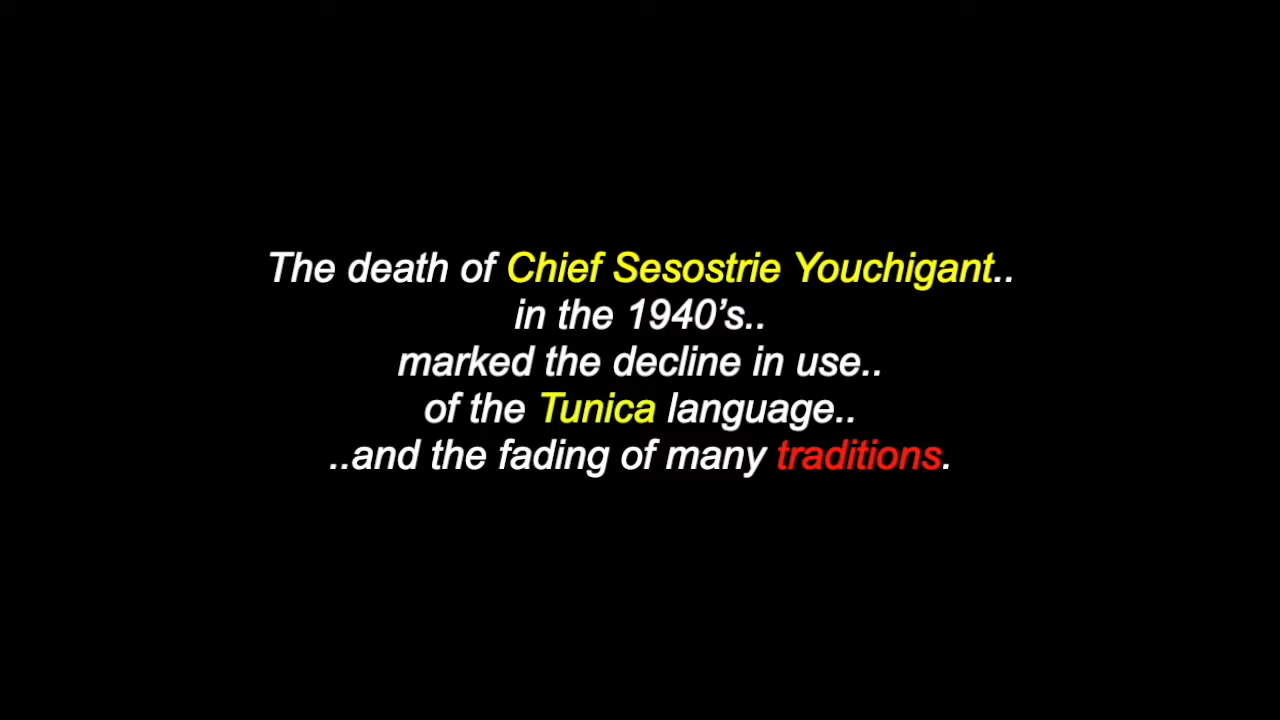 The death of Chief Sesostrie Youchigant..
in the 1940’s..
marked the decline in use..
of the Tunica language..
..and the fading of many traditions.